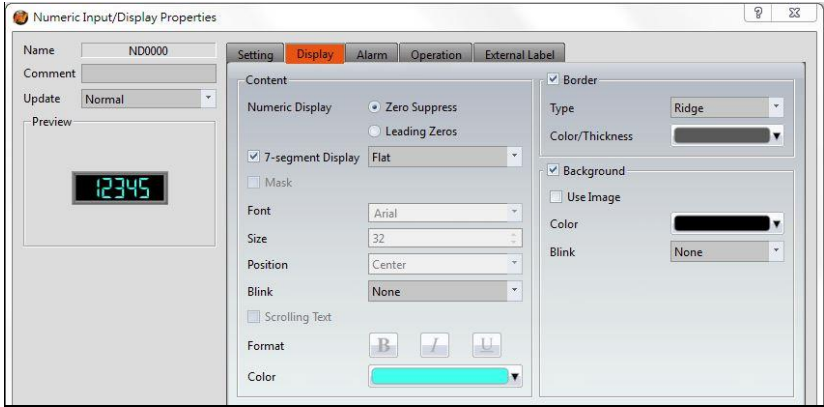 Numeric Input/Display Properties
Name ND0000
Comment
Update Normal
Preview
12345
Setting Display Alarm Operation External Label
Content
Numeric Display Zero Suppress
Leading Zeros
7-segment Display Flat
Mask
Font Arial
Size 32
Position Center
Blink None
Scrolling Text
Format B I U
Color
Border
Type Ridge
Color/Thickness
Background
Use Image
Color
Blink None